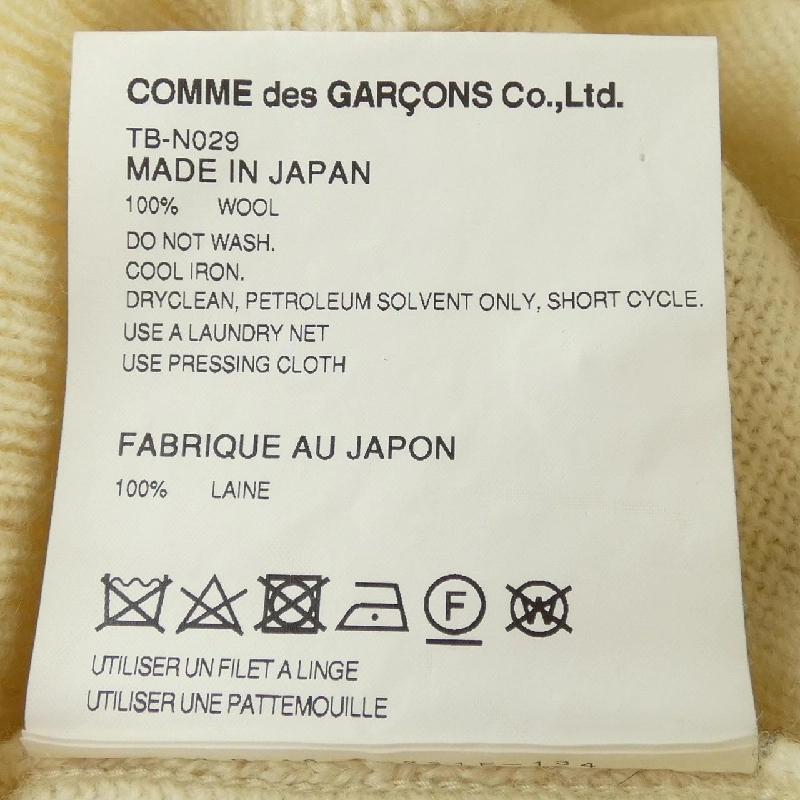 COMME des GARÇONS Co.,Ltd.
TB-N029
MADE IN JAPAN
100% WOOL
DO NOT WASH.
COOL IRON.
DRYCLEAN, PETROLEUM SOLVENT ONLY, SHORT CYCLE.
USE A LAUNDRY NET
USE PRESSING CLOTH
FABRIQUE AU JAPON
100% LAINE
F W
UTILISER UN FILET A LINGE
UTILISER UNE PATTEMOUILLE